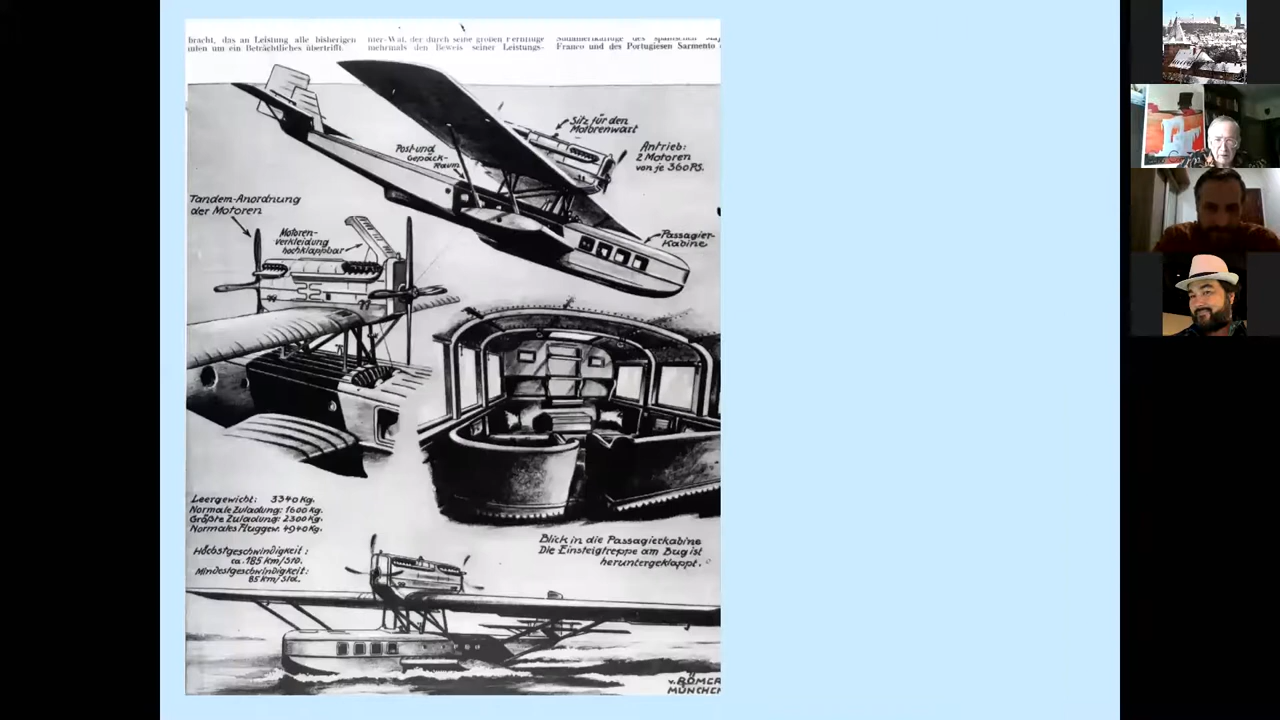 bracht, das an Leistung alle bisherigen
um ein Beträchtliches übertrifft.
der durch seine großen
mehrmals den Beweis seiner Leistungs-
des spanischen
Franco und des Portugiesen Sarmento
Sitz für den
Motorenwart
Antrieb:
2 Motoren
von je 360 PS.
Post und
Gepäck-
Raum
Tandem-Anordnung
der Motoren
Motoren-
verkleidung
hochklappbar
Passagier-
Kabine
Leergewicht: 3340 Kg.
Normale Zuladung: 1600 Kg.
Größte Zuladung: 2300 Kg.
Normales Fluggew. 4940 Kg.
Höchstgeschwindigkeit:
ca. 185 Km/Std.
Mindestgeschwindigkeit:
85 Km/Std.
Blick in die Passagierkabine
Die Einsteigtreppe am Bug ist
heruntergeklappt.
v. RÖMER
MÜNCHEN